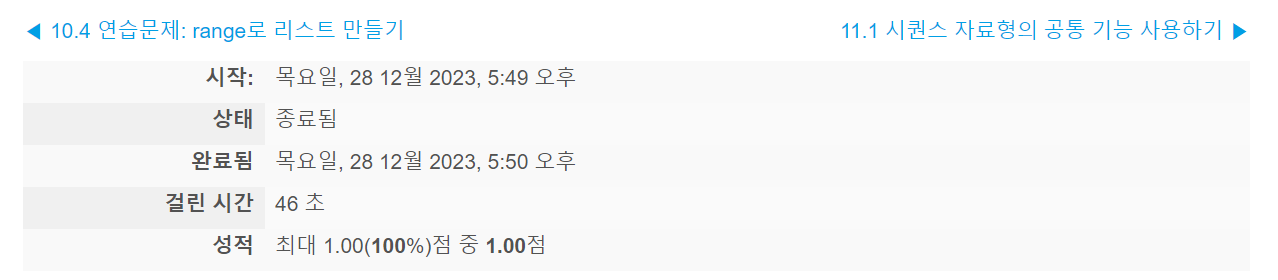 ◀ 10.4 연습문제: range로 리스트 만들기
11.1 시퀀스 자료형의 공통 기능 사용하기 ▶
시작: 목요일, 28 12월 2023, 5:49 오후
상태 종료됨
완료됨 목요일, 28 12월 2023, 5:50 오후
걸린 시간 46 초
성적 최대 1.00(100%)점 중 1.00점